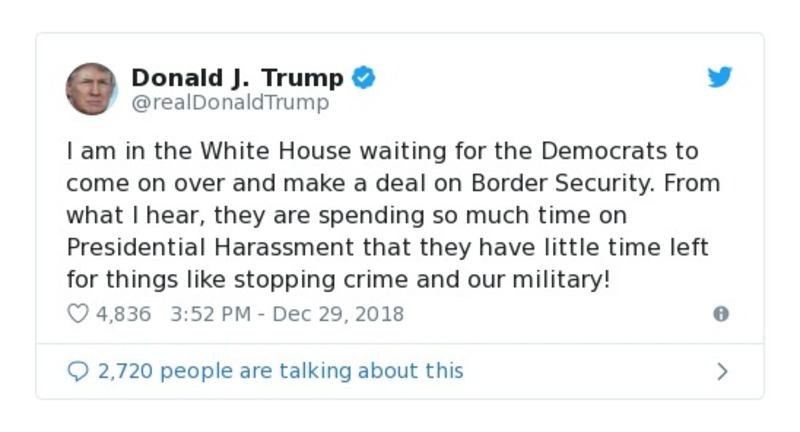 Donald J. Trump
@realDonaldTrump
I am in the White House waiting for the Democrats to
come on over and make a deal on Border Security. From
what I hear, they are spending so much time on
Presidential Harassment that they have little time left
for things like stopping crime and our military!
4,836 3:52 PM - Dec 29, 2018
2,720 people are talking about this